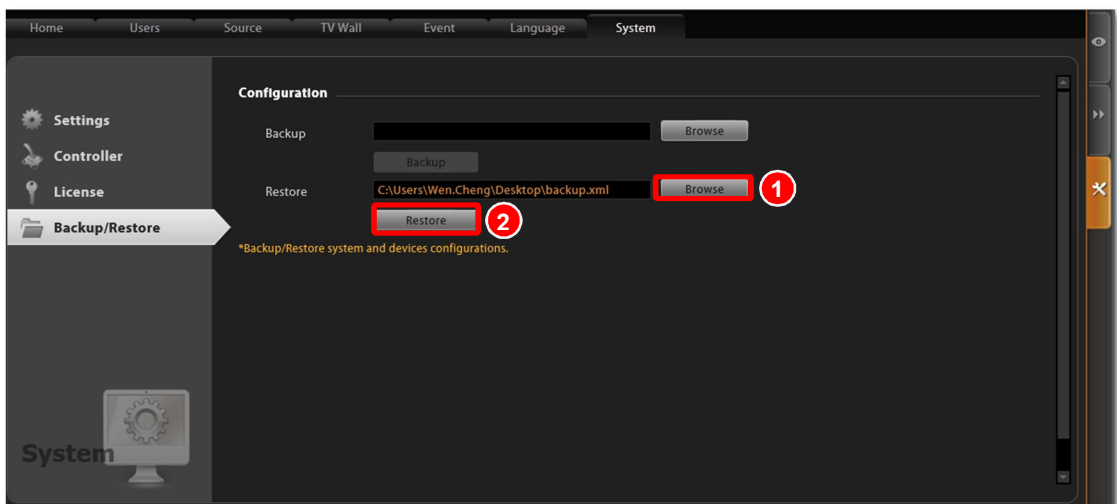 Home Users Source TV Wall Event Language System
Configuration
Settings
Controller
License
Backup/Restore
Backup Browse
Backup
Restore C:\Users\Wen.Cheng\Desktop\backup.xml Browse 1
Restore 2
*Backup/Restore system and devices configurations.
System